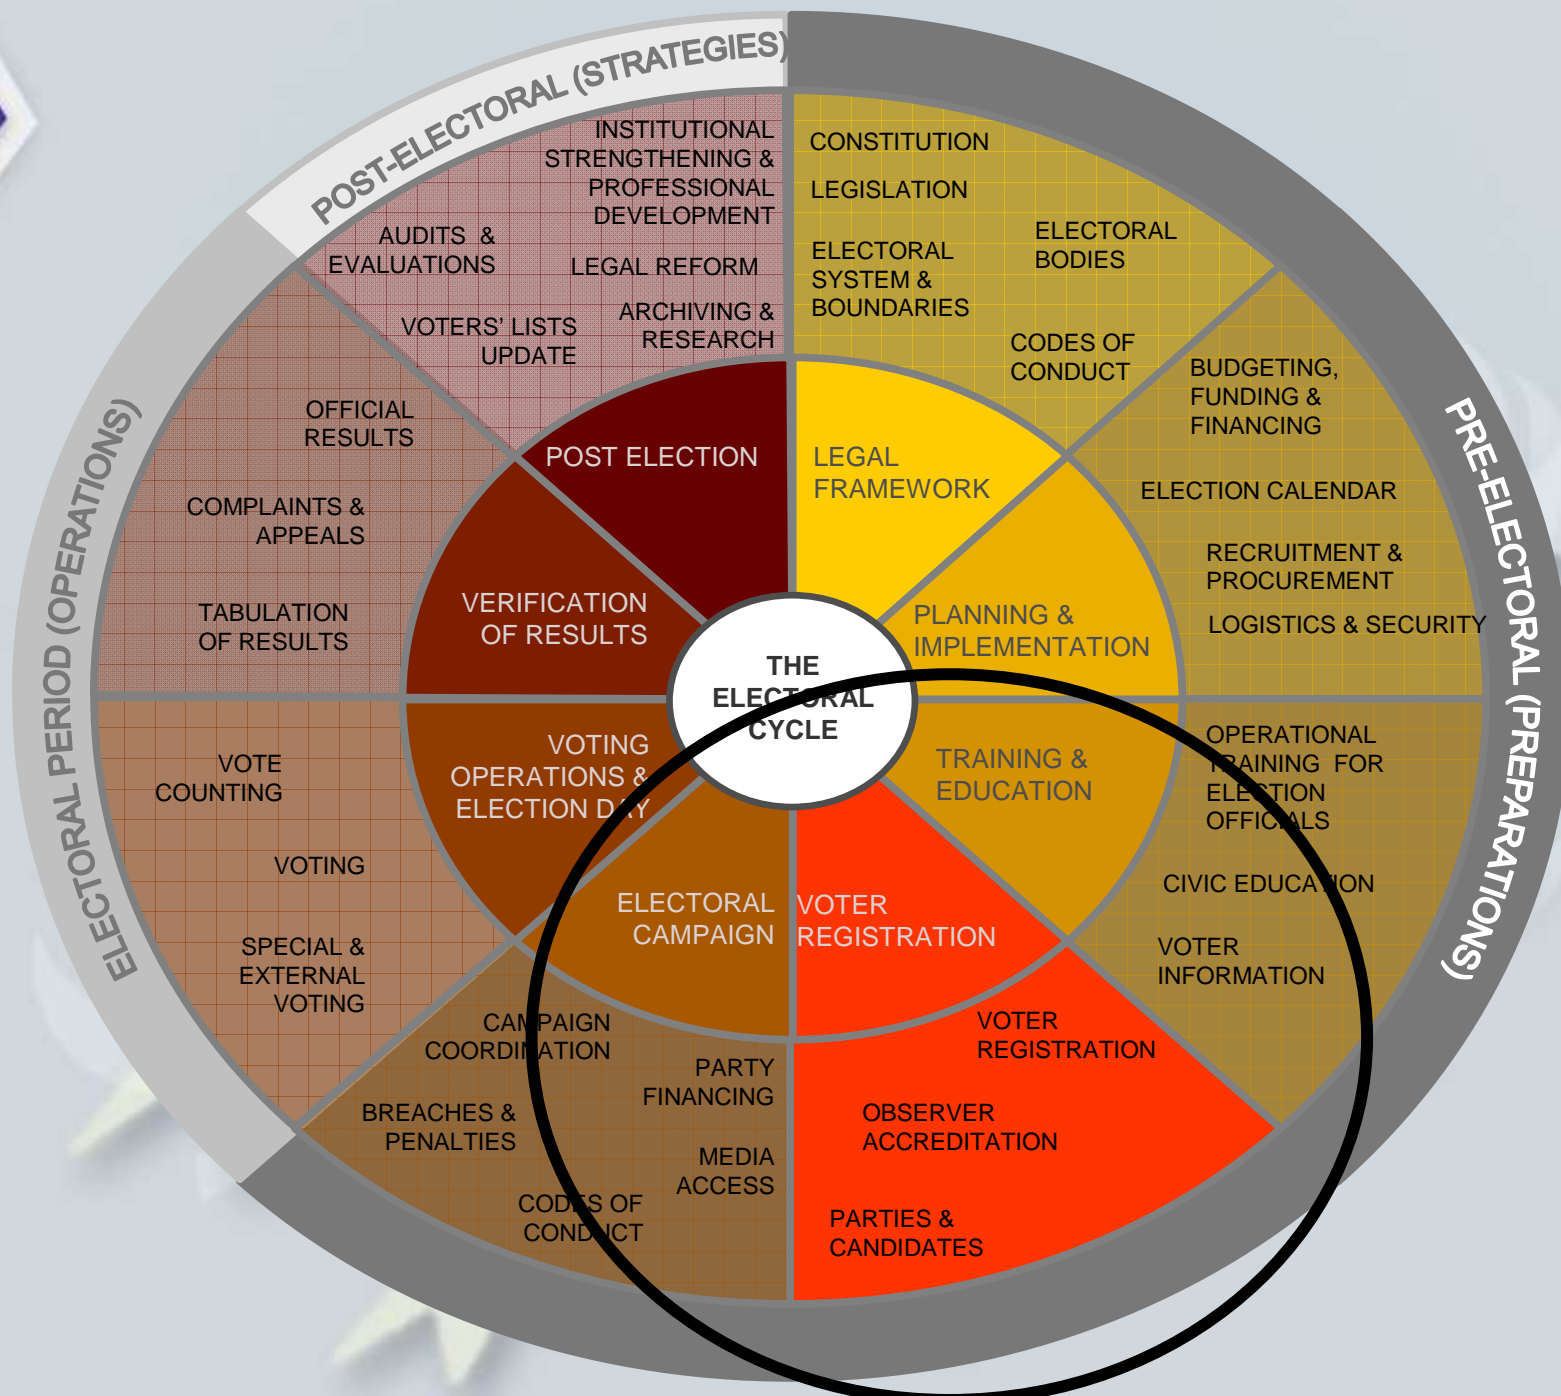 POST-ELECTORAL (STRATEGIES)
PRE-ELECTORAL (PREPARATIONS)
ELECTORAL PERIOD (OPERATIONS)
THE
ELECTORAL
CYCLE
LEGAL
FRAMEWORK
CONSTITUTION
LEGISLATION
ELECTORAL
SYSTEM &
BOUNDARIES
ELECTORAL
BODIES
CODES OF
CONDUCT
PLANNING &
IMPLEMENTATION
BUDGETING,
FUNDING &
FINANCING
ELECTION CALENDAR
RECRUITMENT &
PROCUREMENT
LOGISTICS & SECURITY
TRAINING &
EDUCATION
OPERATIONAL
TRAINING FOR
ELECTION
OFFICIALS
CIVIC EDUCATION
VOTER
INFORMATION
VOTER
REGISTRATION
VOTER
REGISTRATION
OBSERVER
ACCREDITATION
PARTIES &
CANDIDATES
ELECTORAL
CAMPAIGN
CAMPAIGN
COORDINATION
PARTY
FINANCING
BREACHES &
PENALTIES
MEDIA
ACCESS
CODES OF
CONDUCT
VOTING
OPERATIONS &
ELECTION DAY
VOTE
COUNTING
VOTING
SPECIAL &
EXTERNAL
VOTING
VERIFICATION
OF RESULTS
OFFICIAL
RESULTS
COMPLAINTS &
APPEALS
TABULATION
OF RESULTS
POST ELECTION
INSTITUTIONAL
STRENGTHENING &
PROFESSIONAL
DEVELOPMENT
AUDITS &
EVALUATIONS
LEGAL REFORM
VOTERS' LISTS
UPDATE
ARCHIVING &
RESEARCH